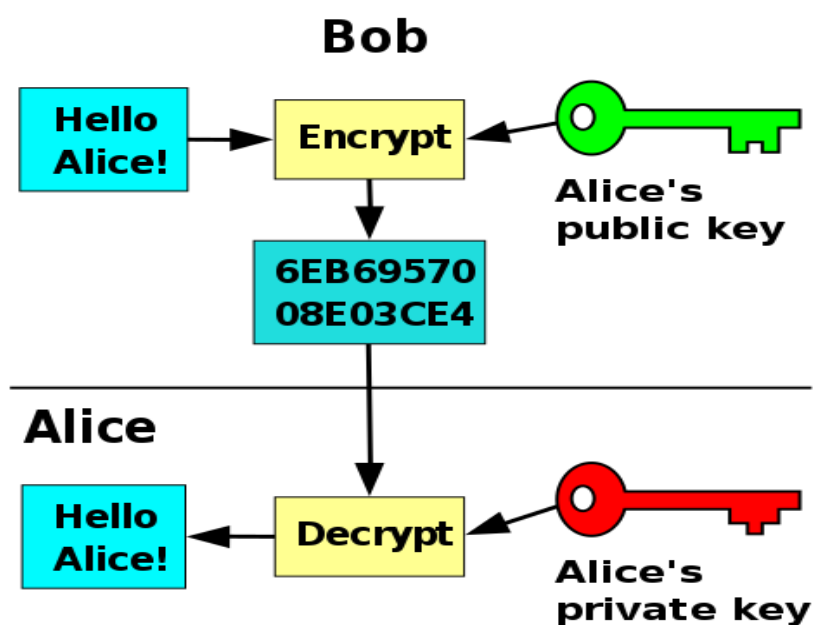 Bob
Hello
Alice!
Encrypt
Alice's
public key
6EB69570
08E03CE4
Alice
Hello
Alice!
Decrypt
Alice's
private key